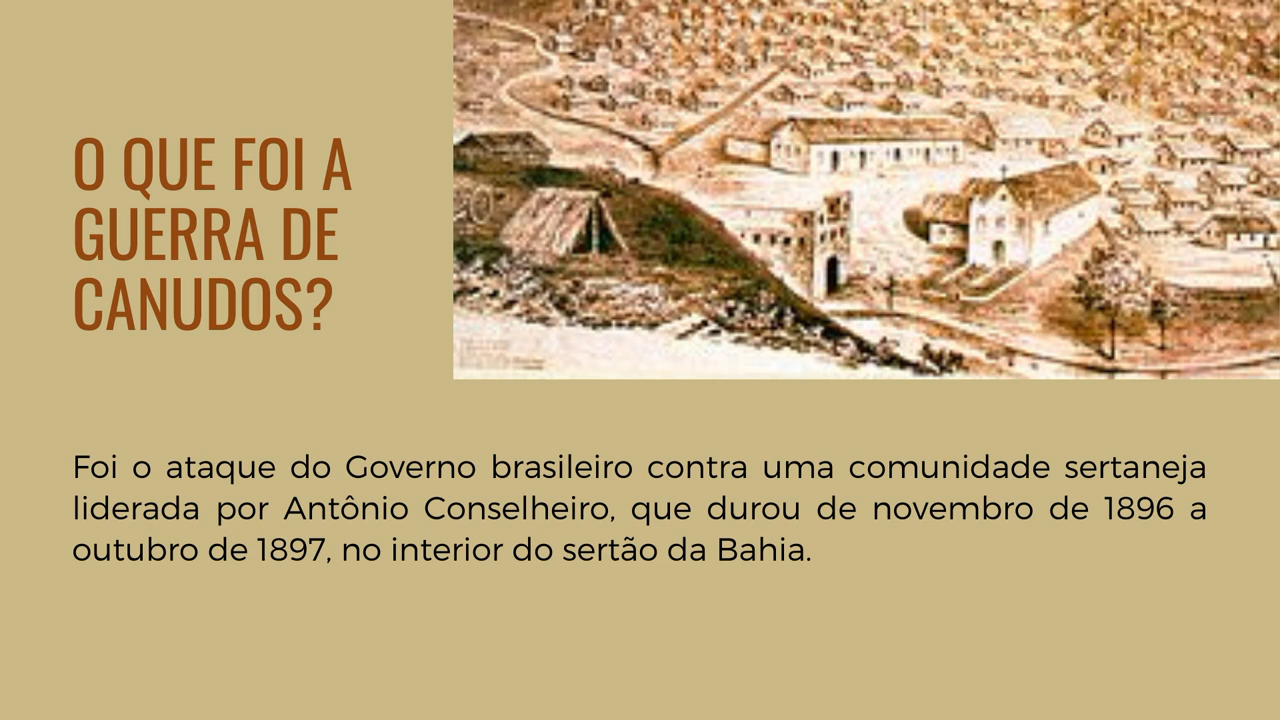 O QUE FOI A
GUERRA DE
CANUDOS?
Foi o ataque do Governo brasileiro contra uma comunidade sertaneja
liderada por Antônio Conselheiro, que durou de novembro de 1896 a
outubro de 1897, no interior do sertão da Bahia.